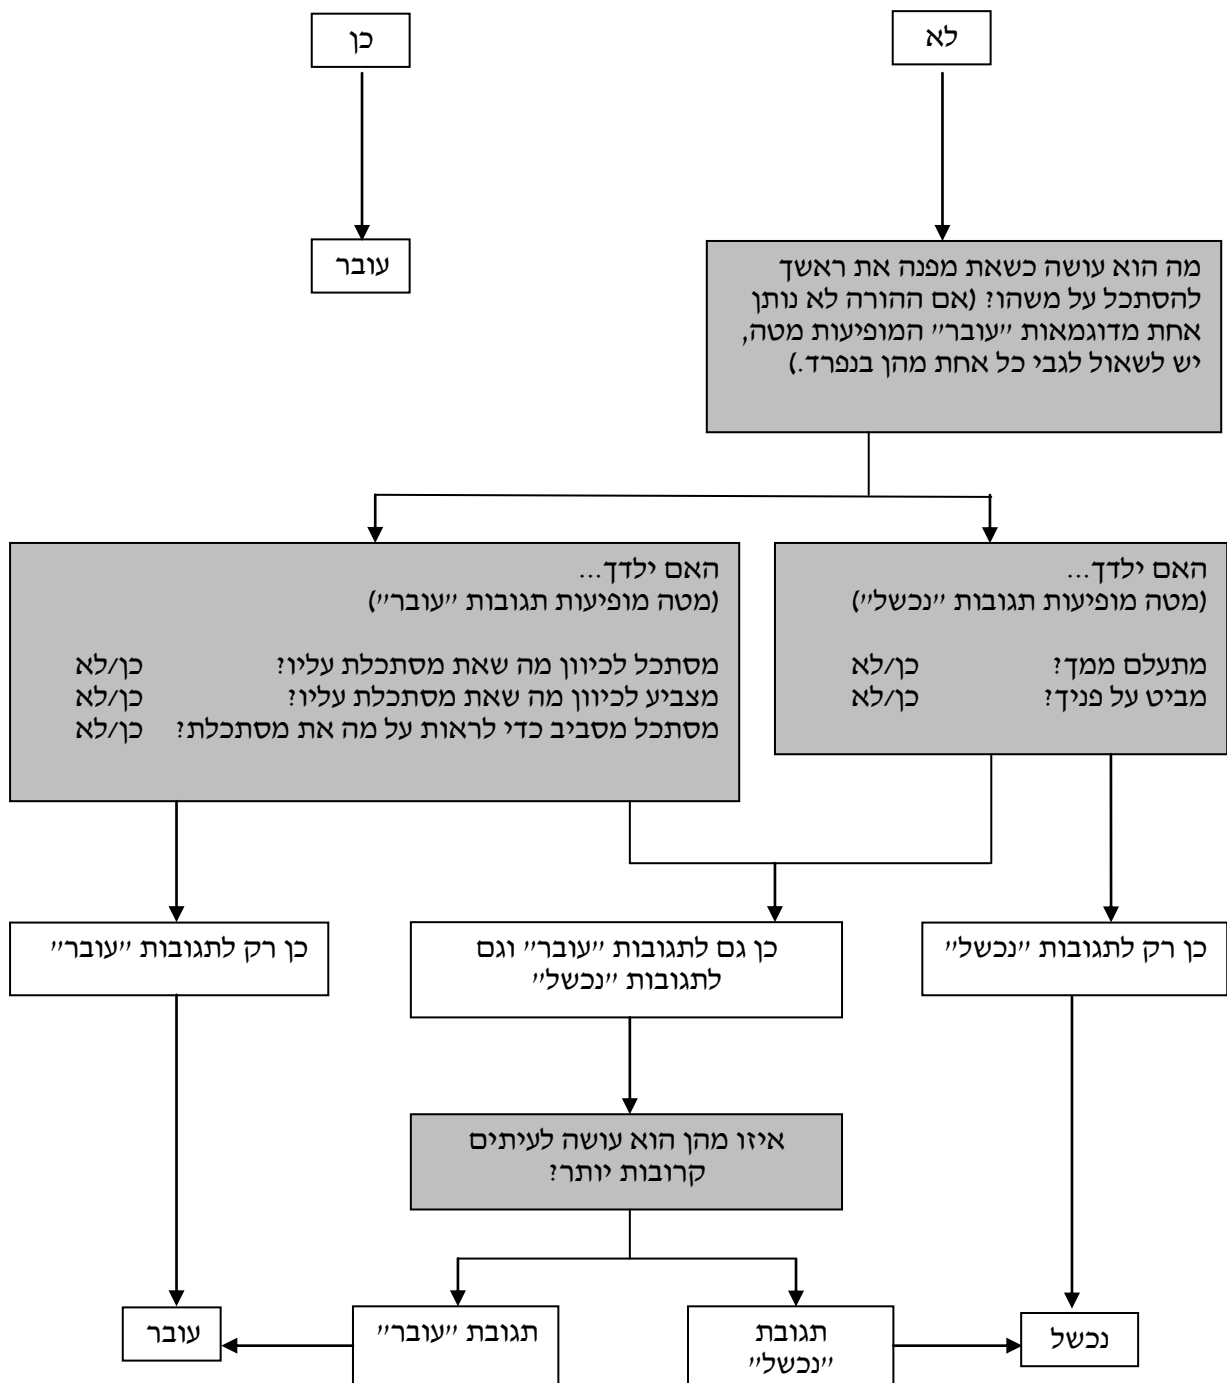 כן
לא
עובר
מה הוא עושה כשאת מפנה את ראשך
להסתכל על משהו? (אם ההורה לא נותן
אחת מדוגמאות ״עובר״ המופיעות מטה,
יש לשאול לגבי כל אחת מהן בנפרד.)
האם ילדך...
(מטה מופיעות תגובות ״נכשל״)
מתעלם ממך? כן/לא
מביט על פניך? כן/לא
האם ילדך...
(מטה מופיעות תגובות ״עובר״)
מסתכל לכיוון מה שאת מסתכלת עליו? כן/לא
מצביע לכיוון מה שאת מסתכלת עליו? כן/לא
מסתכל מסביב כדי לראות על מה את מסתכלת? כן/לא
כן רק לתגובות ״נכשל״
כן גם לתגובות ״עובר״ וגם
לתגובות ״נכשל״
כן רק לתגובות ״עובר״
איזו מהן הוא עושה לעיתים
קרובות יותר?
נכשל
תגובת
״נכשל״
תגובת ״עובר״
עובר